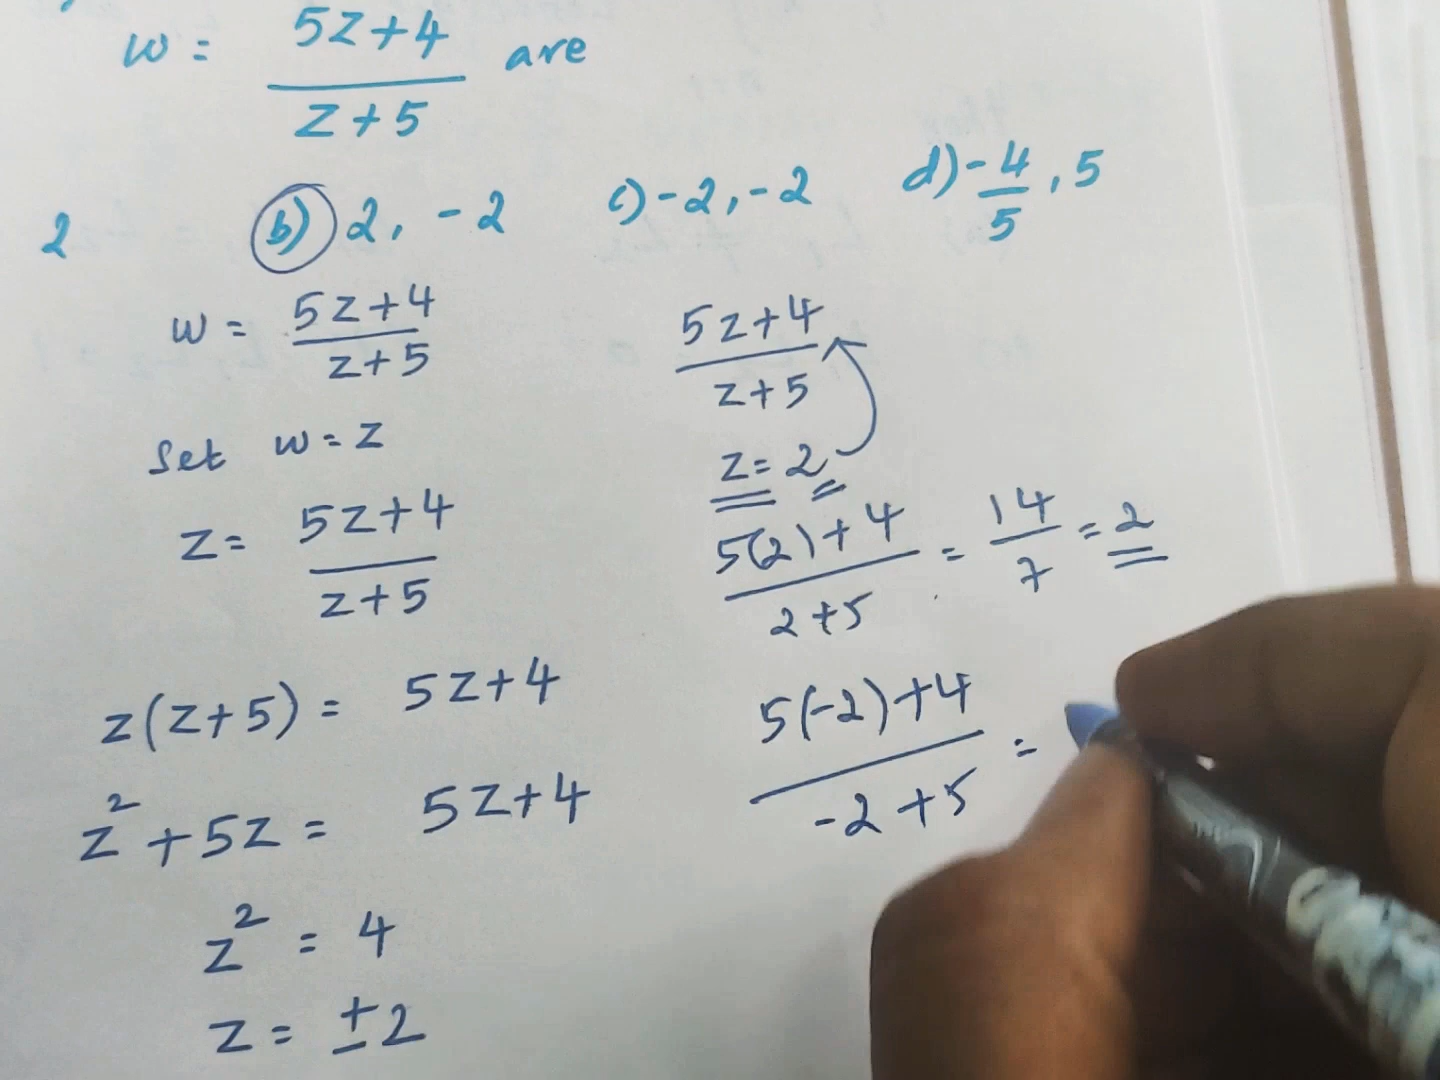 w = 5z+4/z+5 are
2 b) 2, -2 c) -2, -2 d) -4/5, 5
w = 5z+4/z+5
Set w = z
z = 5z+4/z+5
z(z+5) = 5z+4
z² + 5z = 5z+4
z² = 4
z = ±2
5z+4/z+5
z = 2
5(2)+4/2+5 = 14/7 = 2
5(-2)+4/-2+5 =